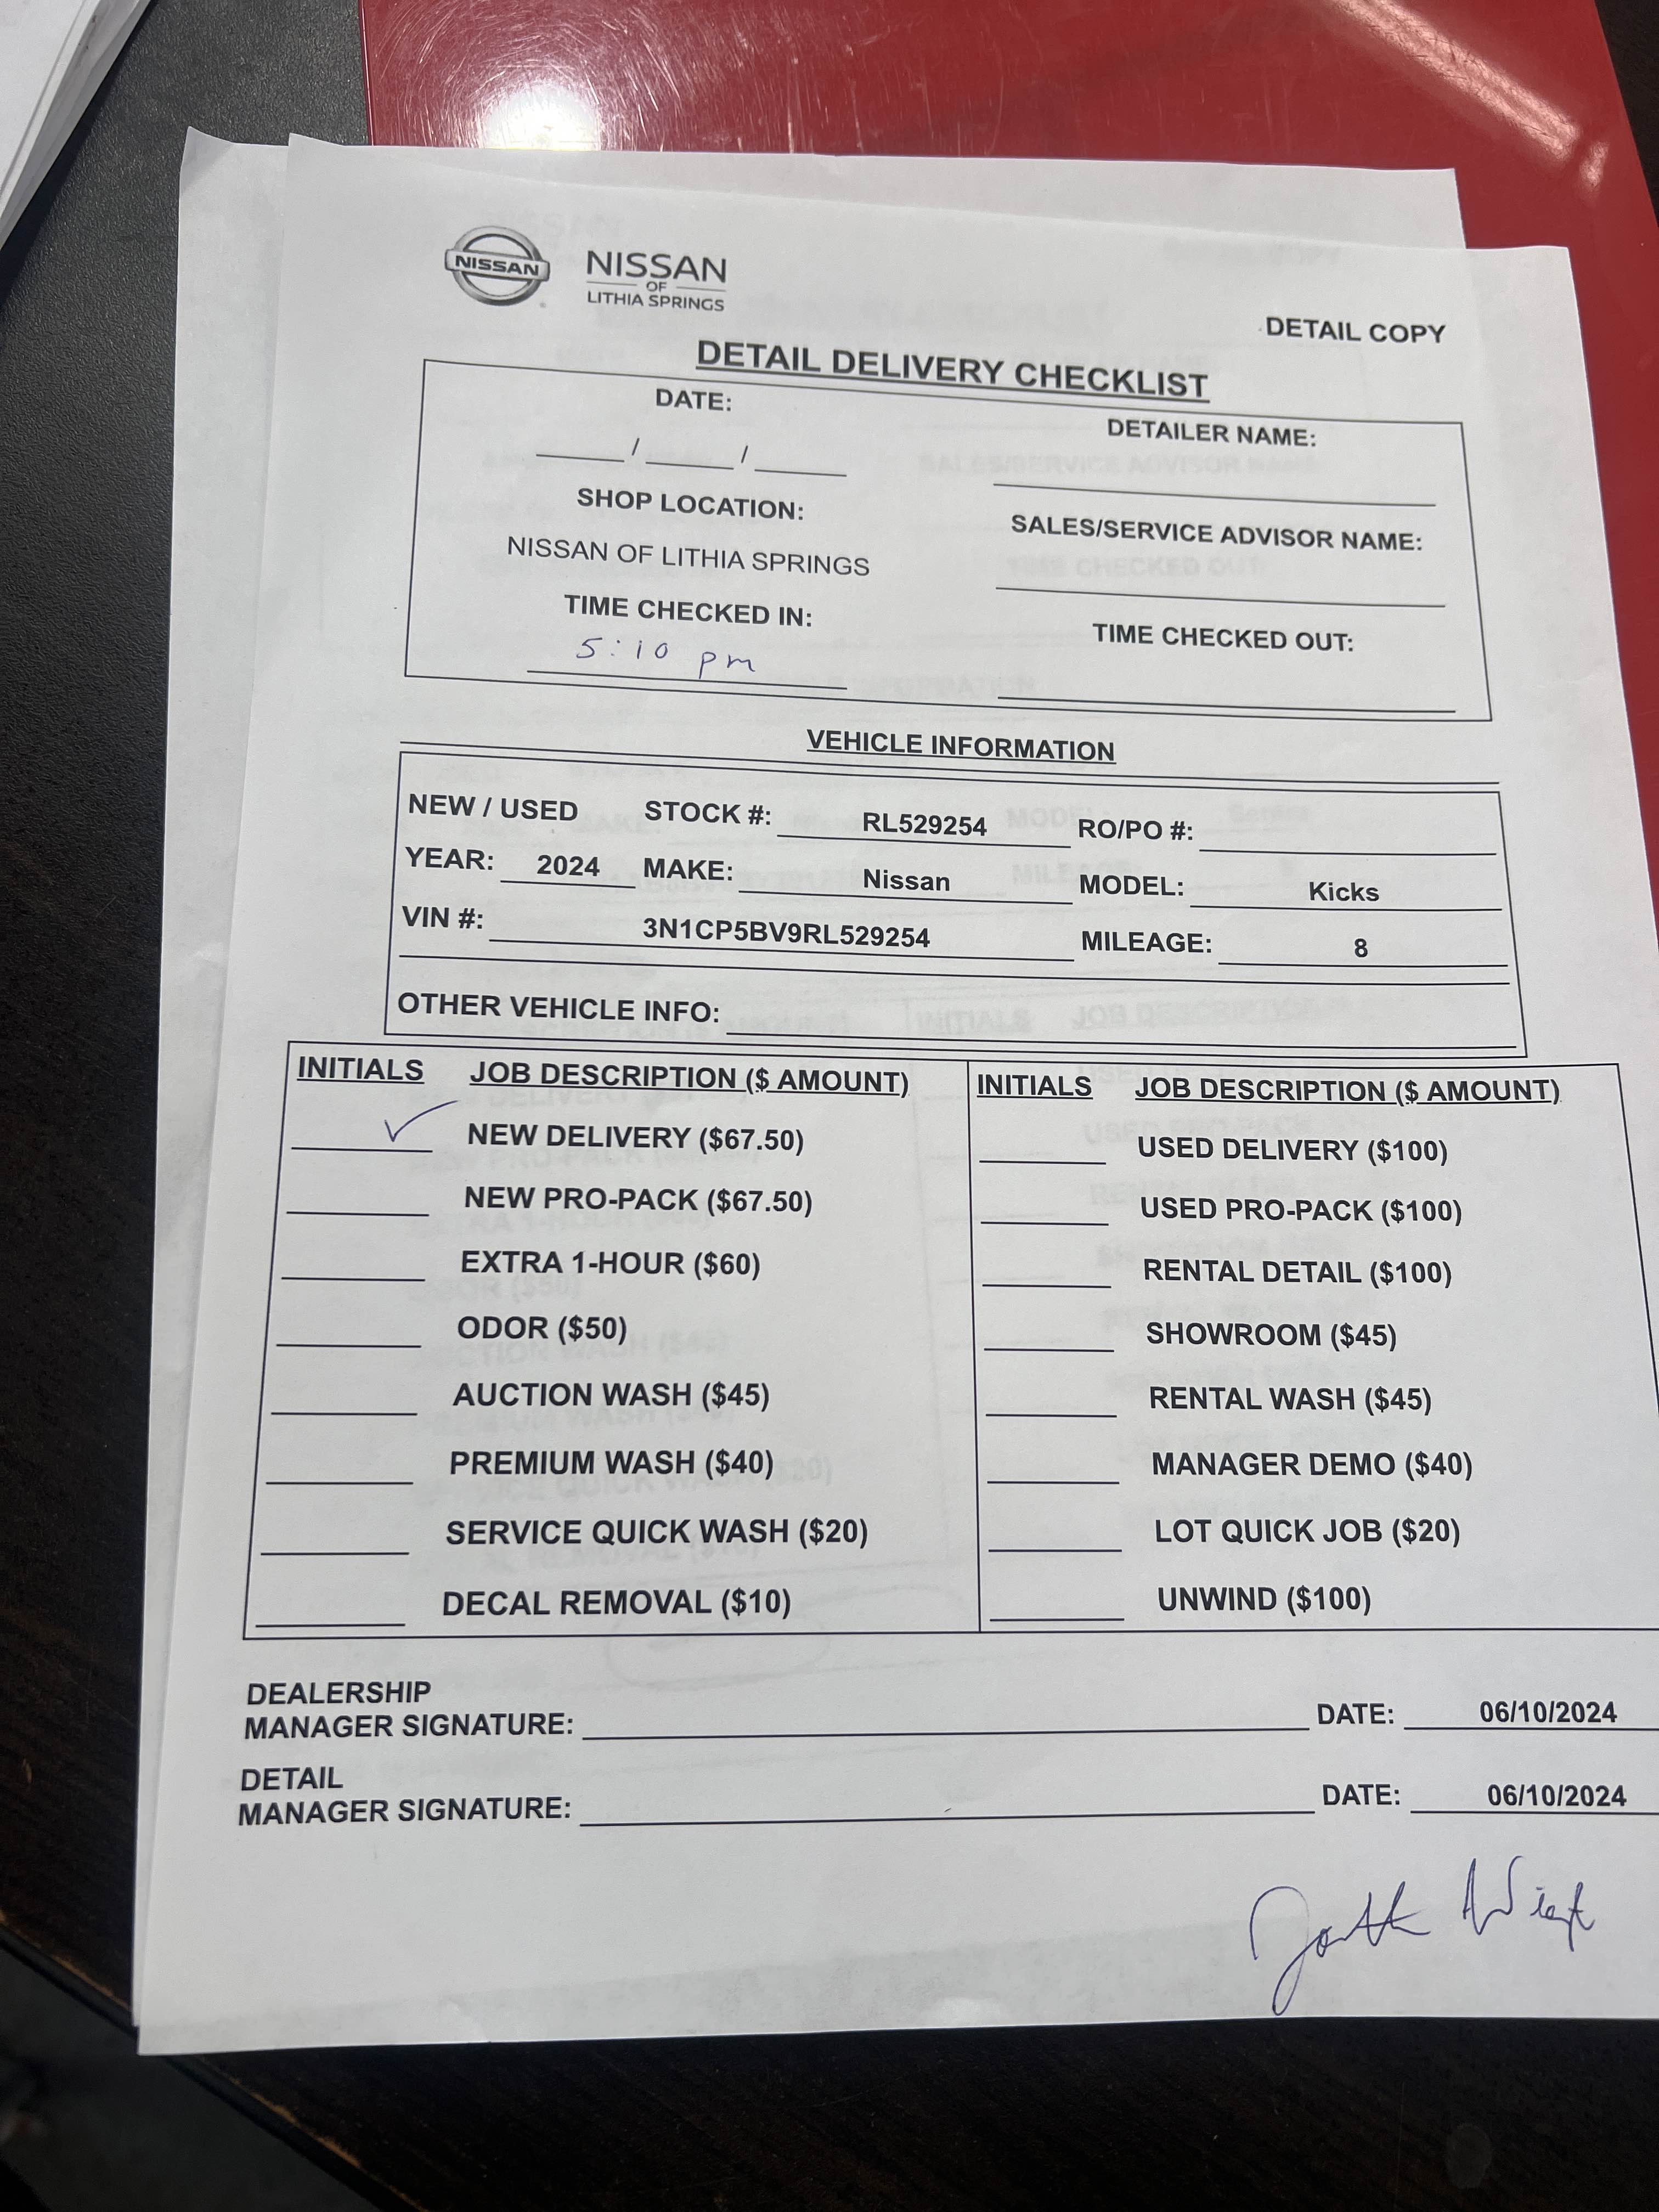 NISSAN
NISSAN
OF
LITHIA SPRINGS
DETAIL COPY
DETAIL DELIVERY CHECKLIST
DATE:
DETAILER NAME:
/ /
SHOP LOCATION:
SALES/SERVICE ADVISOR NAME:
NISSAN OF LITHIA SPRINGS
TIME CHECKED IN:
TIME CHECKED OUT:
5:10 pm
VEHICLE INFORMATION
NEW / USED STOCK #: RL529254 RO/PO #:
YEAR: 2024 MAKE: Nissan MODEL: Kicks
VIN #: 3N1CP5BV9RL529254 MILEAGE: 8
OTHER VEHICLE INFO:
INITIALS JOB DESCRIPTION ($ AMOUNT) INITIALS JOB DESCRIPTION ($ AMOUNT)
✓ NEW DELIVERY ($67.50) USED DELIVERY ($100)
NEW PRO-PACK ($67.50) USED PRO-PACK ($100)
EXTRA 1-HOUR ($60) RENTAL DETAIL ($100)
ODOR ($50) SHOWROOM ($45)
AUCTION WASH ($45) RENTAL WASH ($45)
PREMIUM WASH ($40) MANAGER DEMO ($40)
SERVICE QUICK WASH ($20) LOT QUICK JOB ($20)
DECAL REMOVAL ($10) UNWIND ($100)
DEALERSHIP
MANAGER SIGNATURE: DATE: 06/10/2024
DETAIL
MANAGER SIGNATURE: DATE: 06/10/2024